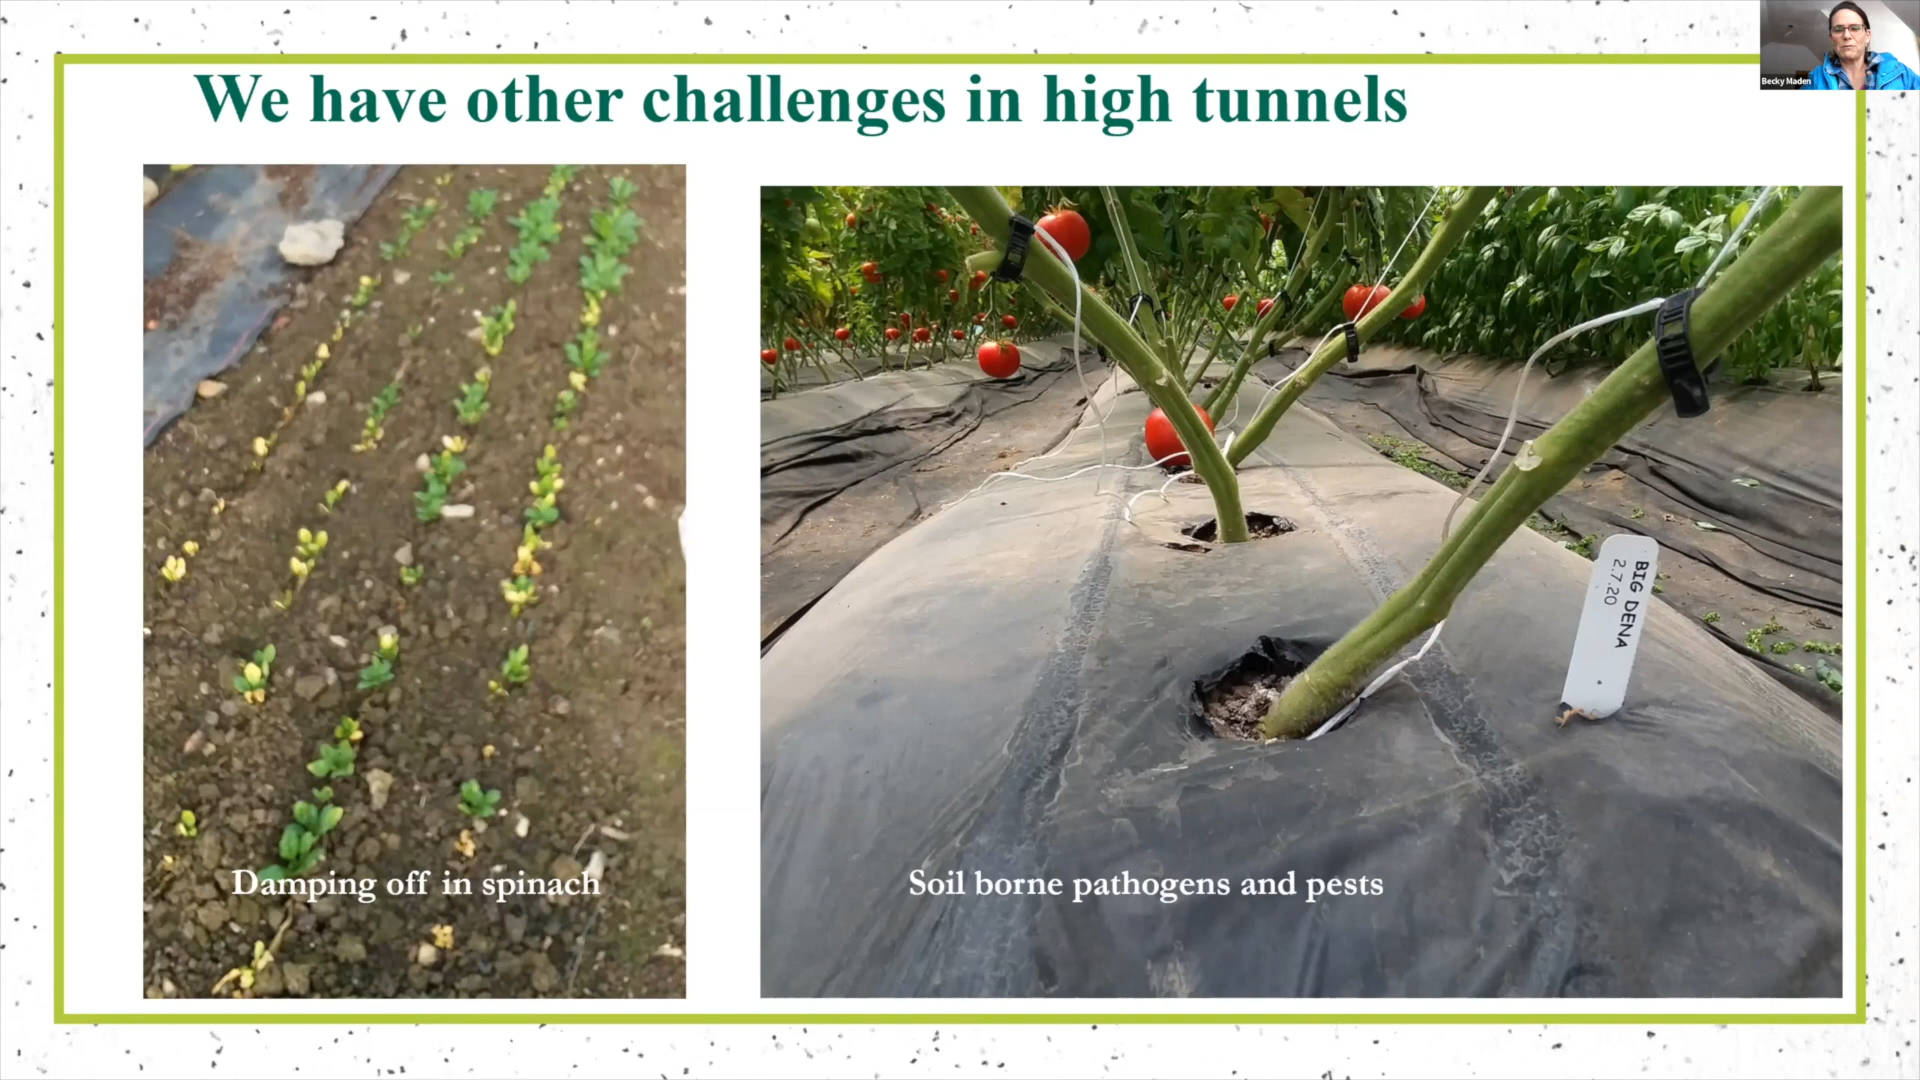 We have other challenges in high tunnels
Becky Maden
BIG DENA
2.7.20
Damping off in spinach
Soil borne pathogens and pests